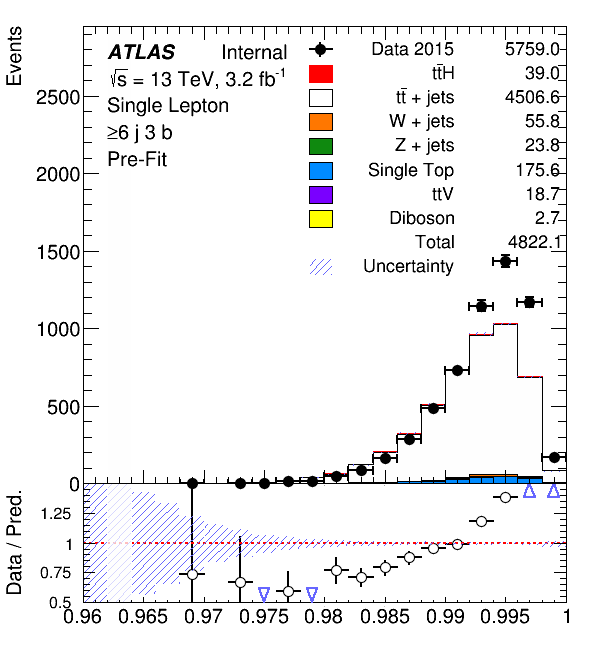 Events
ATLAS Internal
√s = 13 TeV, 3.2 fb⁻¹
Single Lepton
≥6 j 3 b
Pre-Fit
Data 2015 5759.0
tt̄H 39.0
tt̄ + jets 4506.6
W + jets 55.8
Z + jets 23.8
Single Top 175.6
ttV 18.7
Diboson 2.7
Total 4822.1
Uncertainty
2500
2000
1500
1000
500
0
Data / Pred.
1.25
1
0.75
0.5
0.96 0.965 0.97 0.975 0.98 0.985 0.99 0.995 1